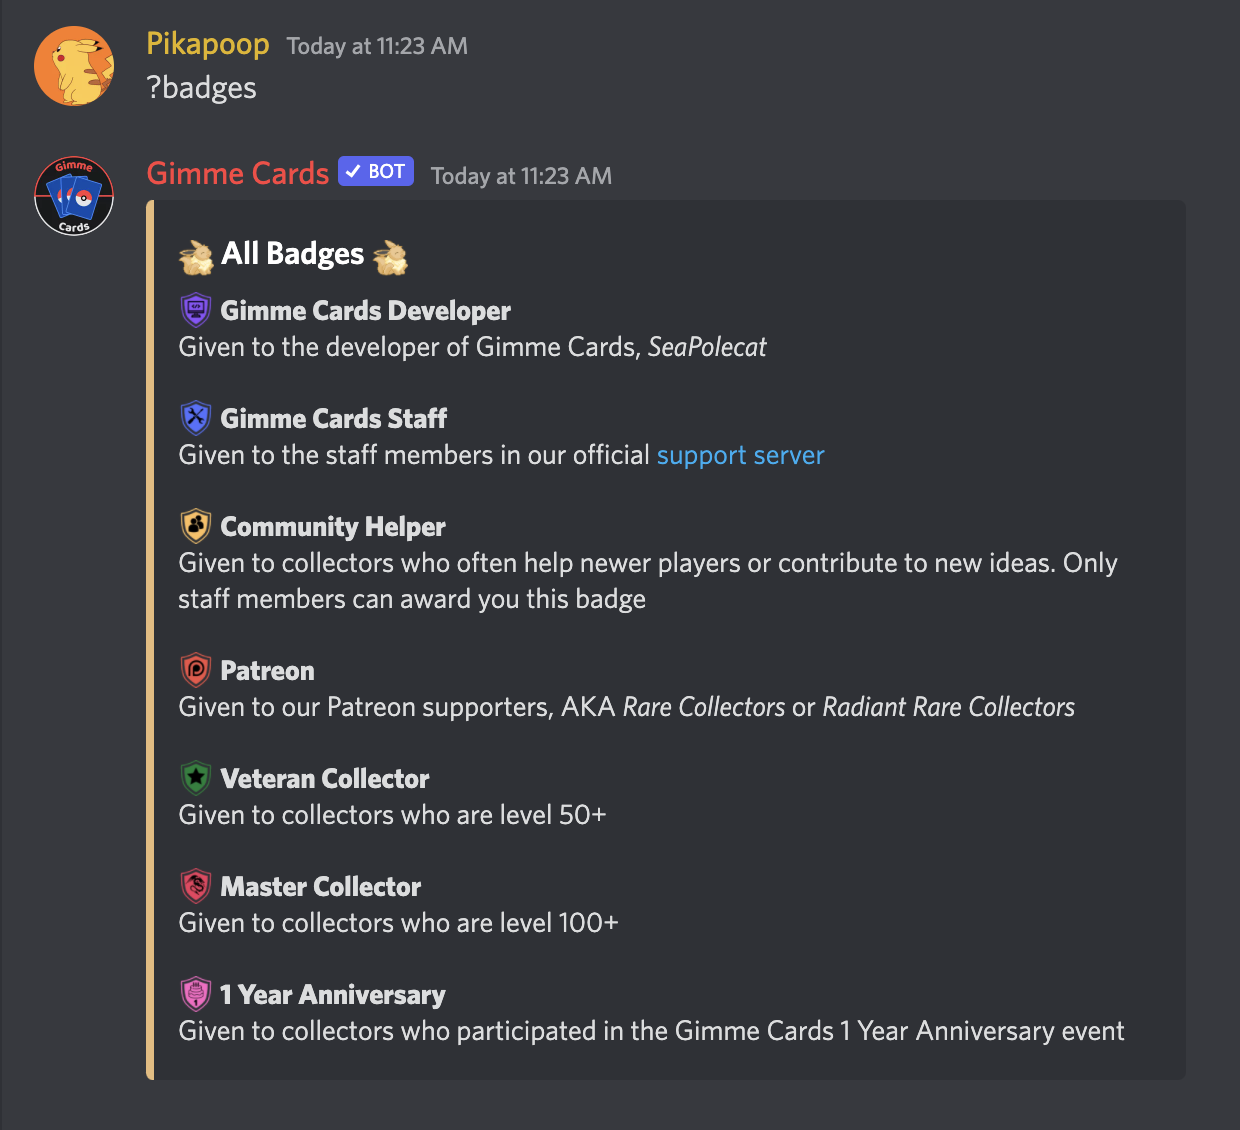 Pikapoop Today at 11:23 AM
?badges
Gimme
Cards
Gimme Cards ✓ BOT Today at 11:23 AM
All Badges
Gimme Cards Developer
Given to the developer of Gimme Cards, SeaPolecat
Gimme Cards Staff
Given to the staff members in our official support server
Community Helper
Given to collectors who often help newer players or contribute to new ideas. Only
staff members can award you this badge
Patreon
Given to our Patreon supporters, AKA Rare Collectors or Radiant Rare Collectors
Veteran Collector
Given to collectors who are level 50+
Master Collector
Given to collectors who are level 100+
1 Year Anniversary
Given to collectors who participated in the Gimme Cards 1 Year Anniversary event